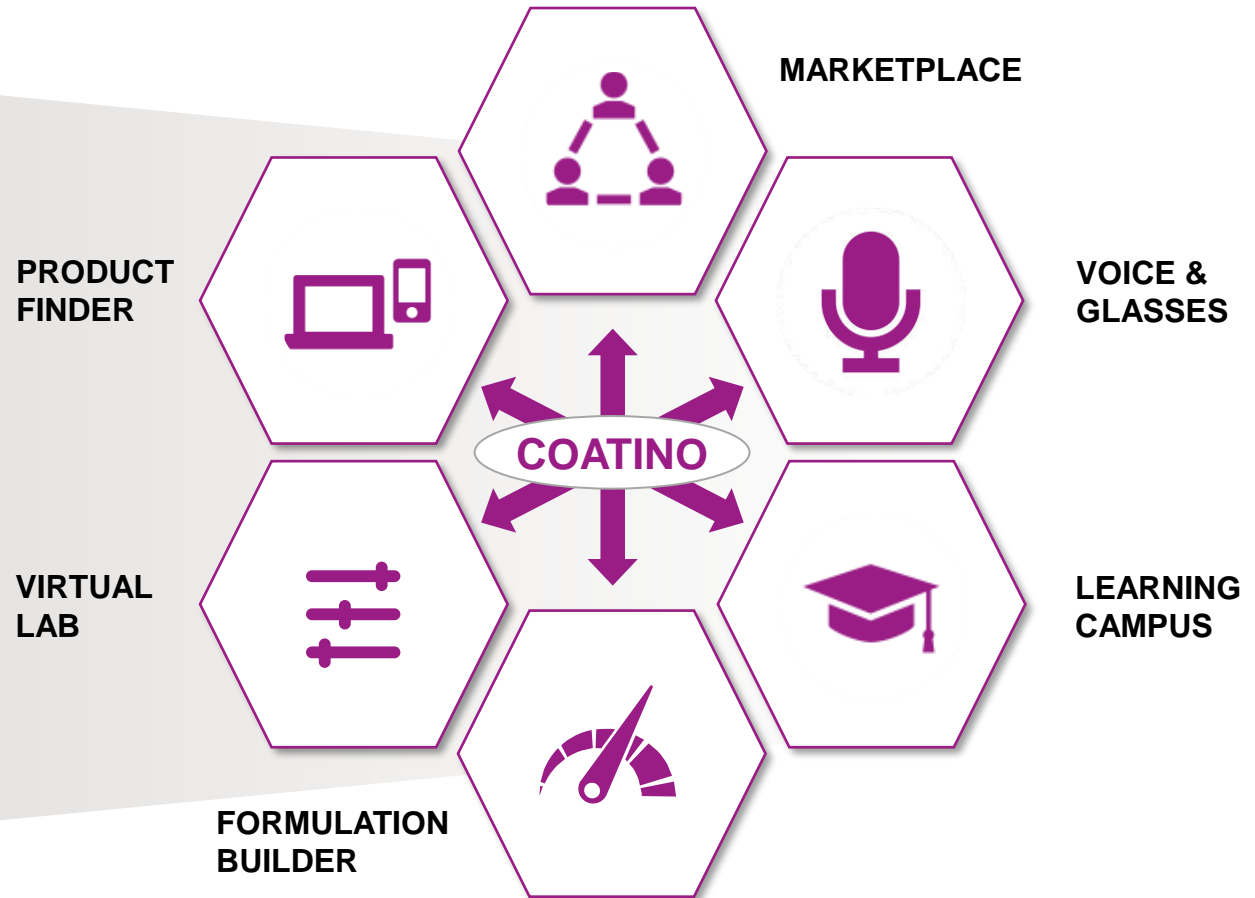 MARKETPLACE
PRODUCT
FINDER
VOICE &
GLASSES
COATINO
VIRTUAL
LAB
LEARNING
CAMPUS
FORMULATION
BUILDER